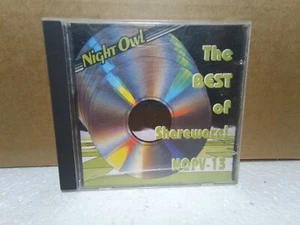 Night Owl
The
BEST
of
Shareware!
NOPV-13